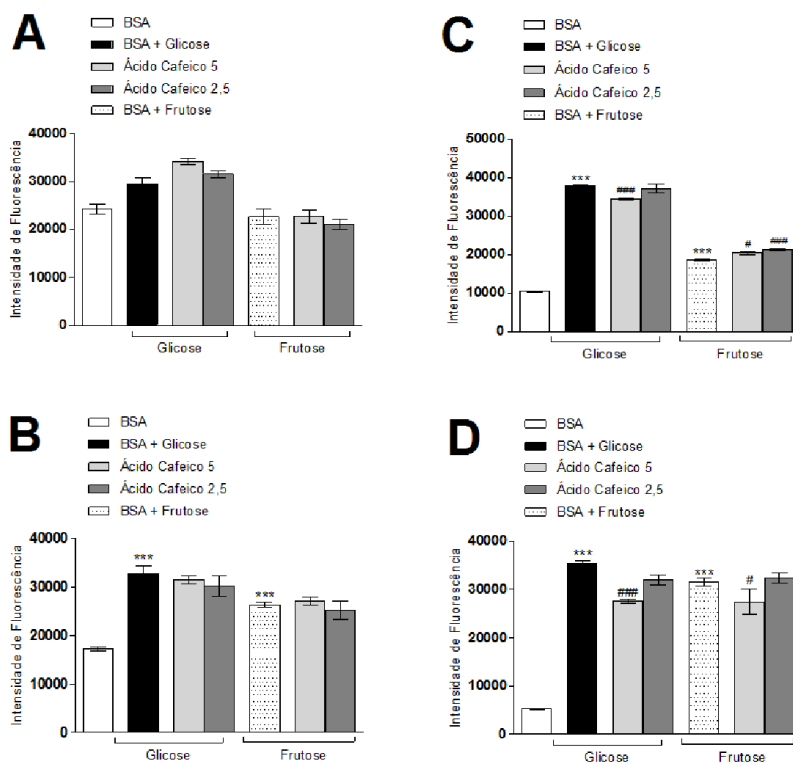 A
BSA
BSA + Glicose
Ácido Cafeico 5
Ácido Cafeico 2,5
BSA + Frutose
Intensidade de Fluorescência
40000
30000
20000
10000
0
Glicose
Frutose
C
BSA
BSA + Glicose
Ácido Cafeico 5
Ácido Cafeico 2,5
BSA + Frutose
Intensidade de Fluorescência
50000
40000
30000
20000
10000
0
***
###
***
#
###
Glicose
Frutose
B
BSA
BSA + Glicose
Ácido Cafeico 5
Ácido Cafeico 2,5
BSA + Frutose
Intensidade de Fluorescência
40000
30000
20000
10000
0
***
***
Glicose
Frutose
D
BSA
BSA + Glicose
Ácido Cafeico 5
Ácido Cafeico 2,5
BSA + Frutose
Intensidade de Fluorescência
40000
30000
20000
10000
0
***
###
***
#
Glicose
Frutose